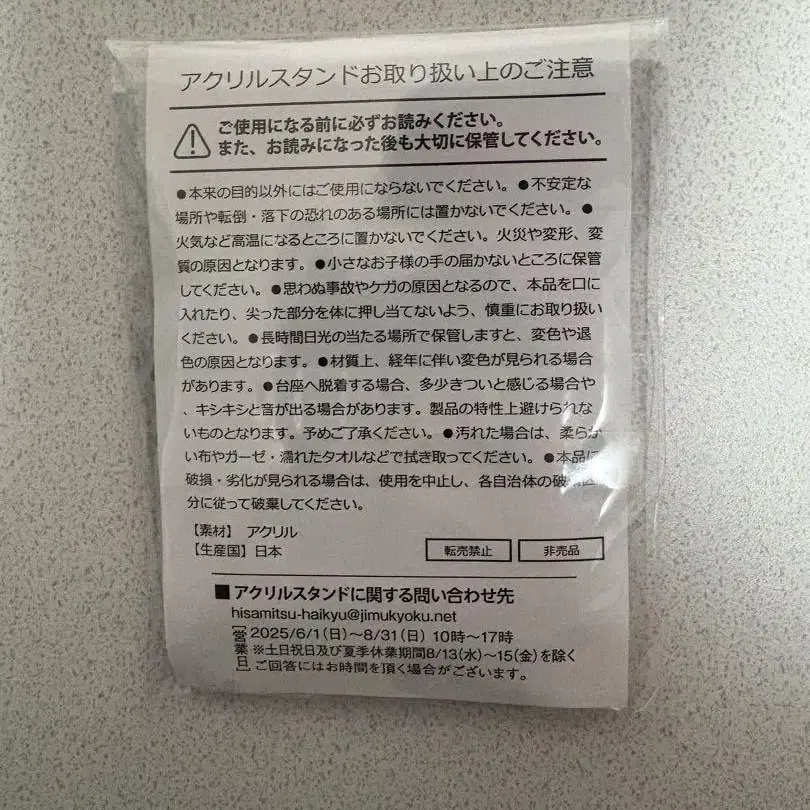 アクリルスタンドお取り扱い上のご注意
ご使用になる前に必ずお読みください。
また、お読みになった後も大切に保管してください。
●本来の目的以外にはご使用にならないでください。●不安定な
場所や転倒・落下の恐れのある場所には置かないでください。●
火気など高温になるところに置かないでください。火災や変形、変
質の原因となります。●小さなお子様の手の届かないところに保管
してください。●思わぬ事故やケガの原因となるので、本品を口に
入れたり、尖った部分を体に押し当てないよう、慎重にお取り扱い
ください。●長時間日光の当たる場所で保管しますと、変色や退
色の原因となります。●材質上、経年に伴い変色が見られる場合
があります。●台座へ脱着する場合、多少きついと感じる場合や
、キシキシと音が出る場合があります。製品の特性上避けられな
いものとなります。予めご了承ください。●汚れた場合は、柔らか
い布やガーゼ・濡れたタオルなどで拭き取ってください。●本品に
破損・劣化が見られる場合は、使用を中止し、各自治体の破棄区
分に従って破棄してください。
【素材】 アクリル
【生産国】日本
転売禁止 非売品
■アクリルスタンドに関する問い合わせ先
hisamitsu-haikyu@jimukyoku.net
[営業日] 2025/6/1(日)～8/31(日) 10時～17時
※土日祝日及び夏季休業期間8/13(水)～15(金)を除く
ご回答にはお時間を頂く場合がございます。